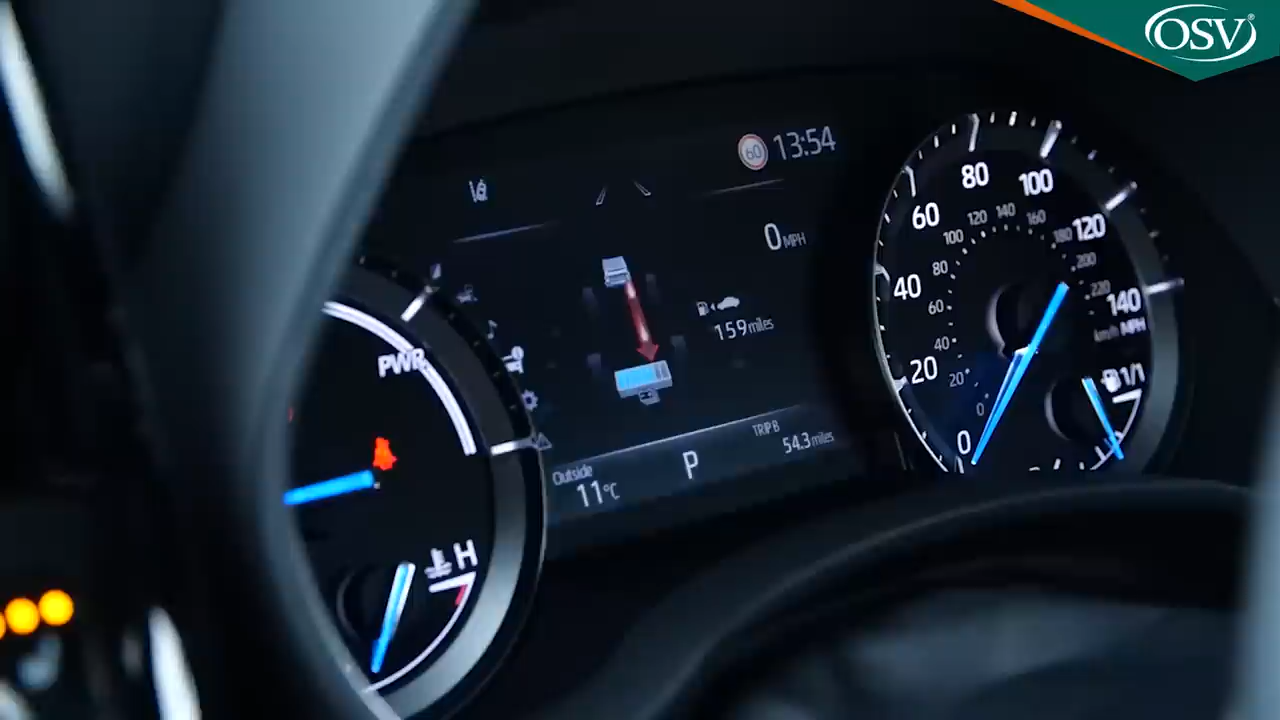 OSV
60
13:54
0 MPH
159 miles
PWR
H
Outside
11°C
P
TRIP B
54.3 miles
0
20
40
60
80
100
120
140
km/h MPH
0
20
40
60
80
100
120
140
160
180
200
220
1/1